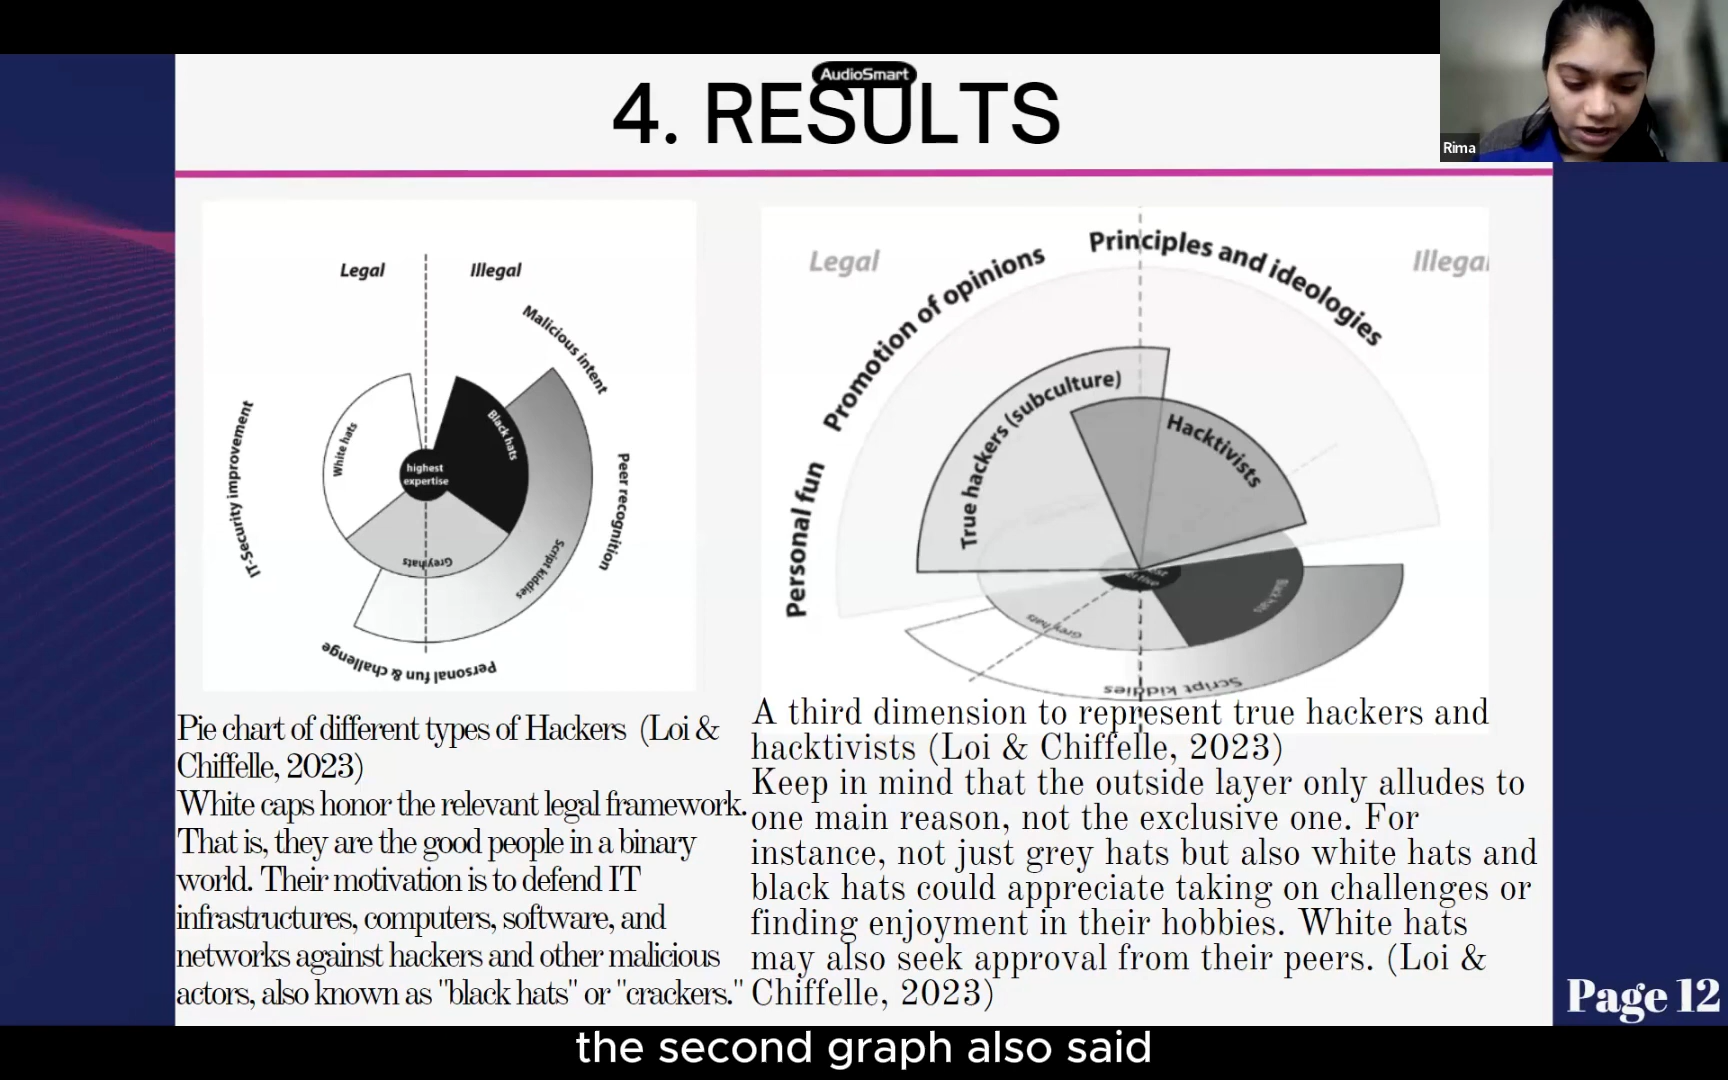 AudioSmart
4. RESULTS
Rima
Legal
Illegal
Malicious intent
White hats
Black hats
highest
expertise
IT-Security improvement
Peer recognition
Grey hats
Script kiddies
Personal fun & challenge
Legal
Illegal
Principles and ideologies
Promotion of opinions
Personal fun
True hackers (subculture)
Hacktivists
Black hats
Grey hats
Script kiddies
Pie chart of different types of Hackers (Loi &
Chiffelle, 2023)
White caps honor the relevant legal framework.
That is, they are the good people in a binary
world. Their motivation is to defend IT
infrastructures, computers, software, and
networks against hackers and other malicious
actors, also known as "black hats" or "crackers."
A third dimension to represent true hackers and
hacktivists (Loi & Chiffelle, 2023)
Keep in mind that the outside layer only alludes to
one main reason, not the exclusive one. For
instance, not just grey hats but also white hats and
black hats could appreciate taking on challenges or
finding enjoyment in their hobbies. White hats
may also seek approval from their peers. (Loi &
Chiffelle, 2023)
Page 12
the second graph also said